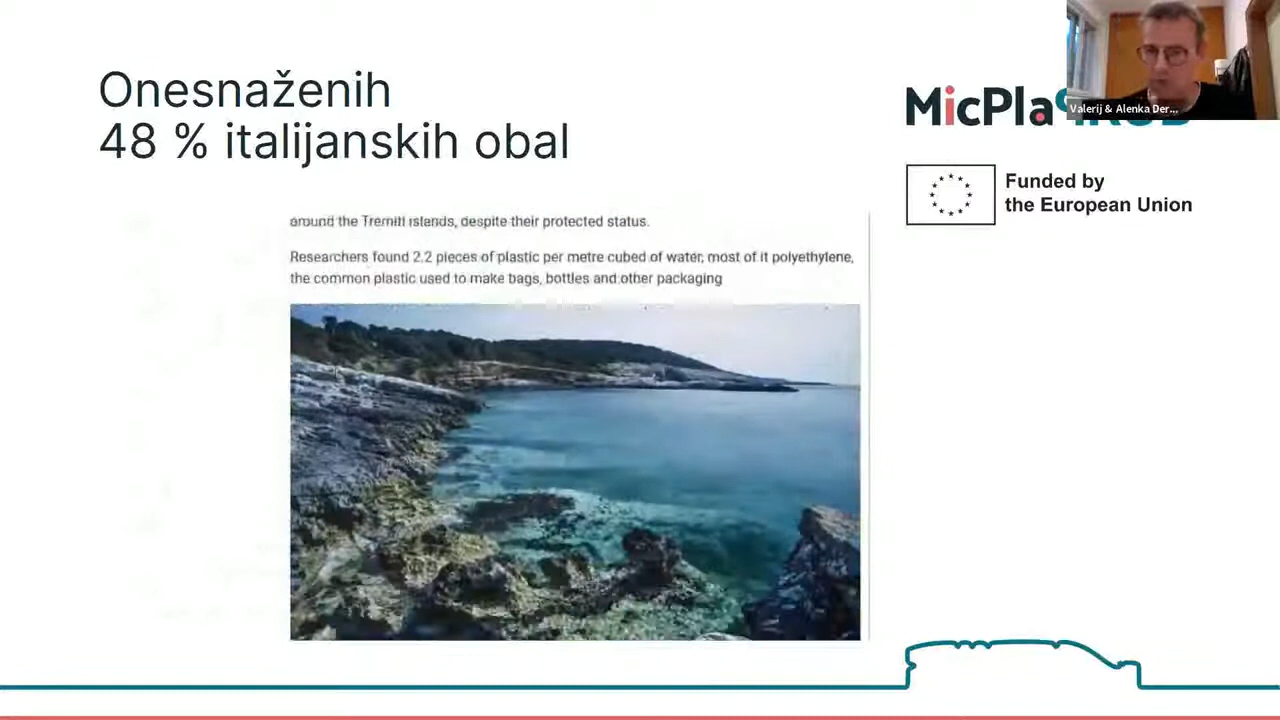 Onesnaženih
48 % italijanskih obal
MicPla
Valerij & Alenka Der...
Funded by
the European Union
around the Tremiti islands, despite their protected status.
Researchers found 2.2 pieces of plastic per metre cubed of water, most of it polyethylene,
the common plastic used to make bags, bottles and other packaging